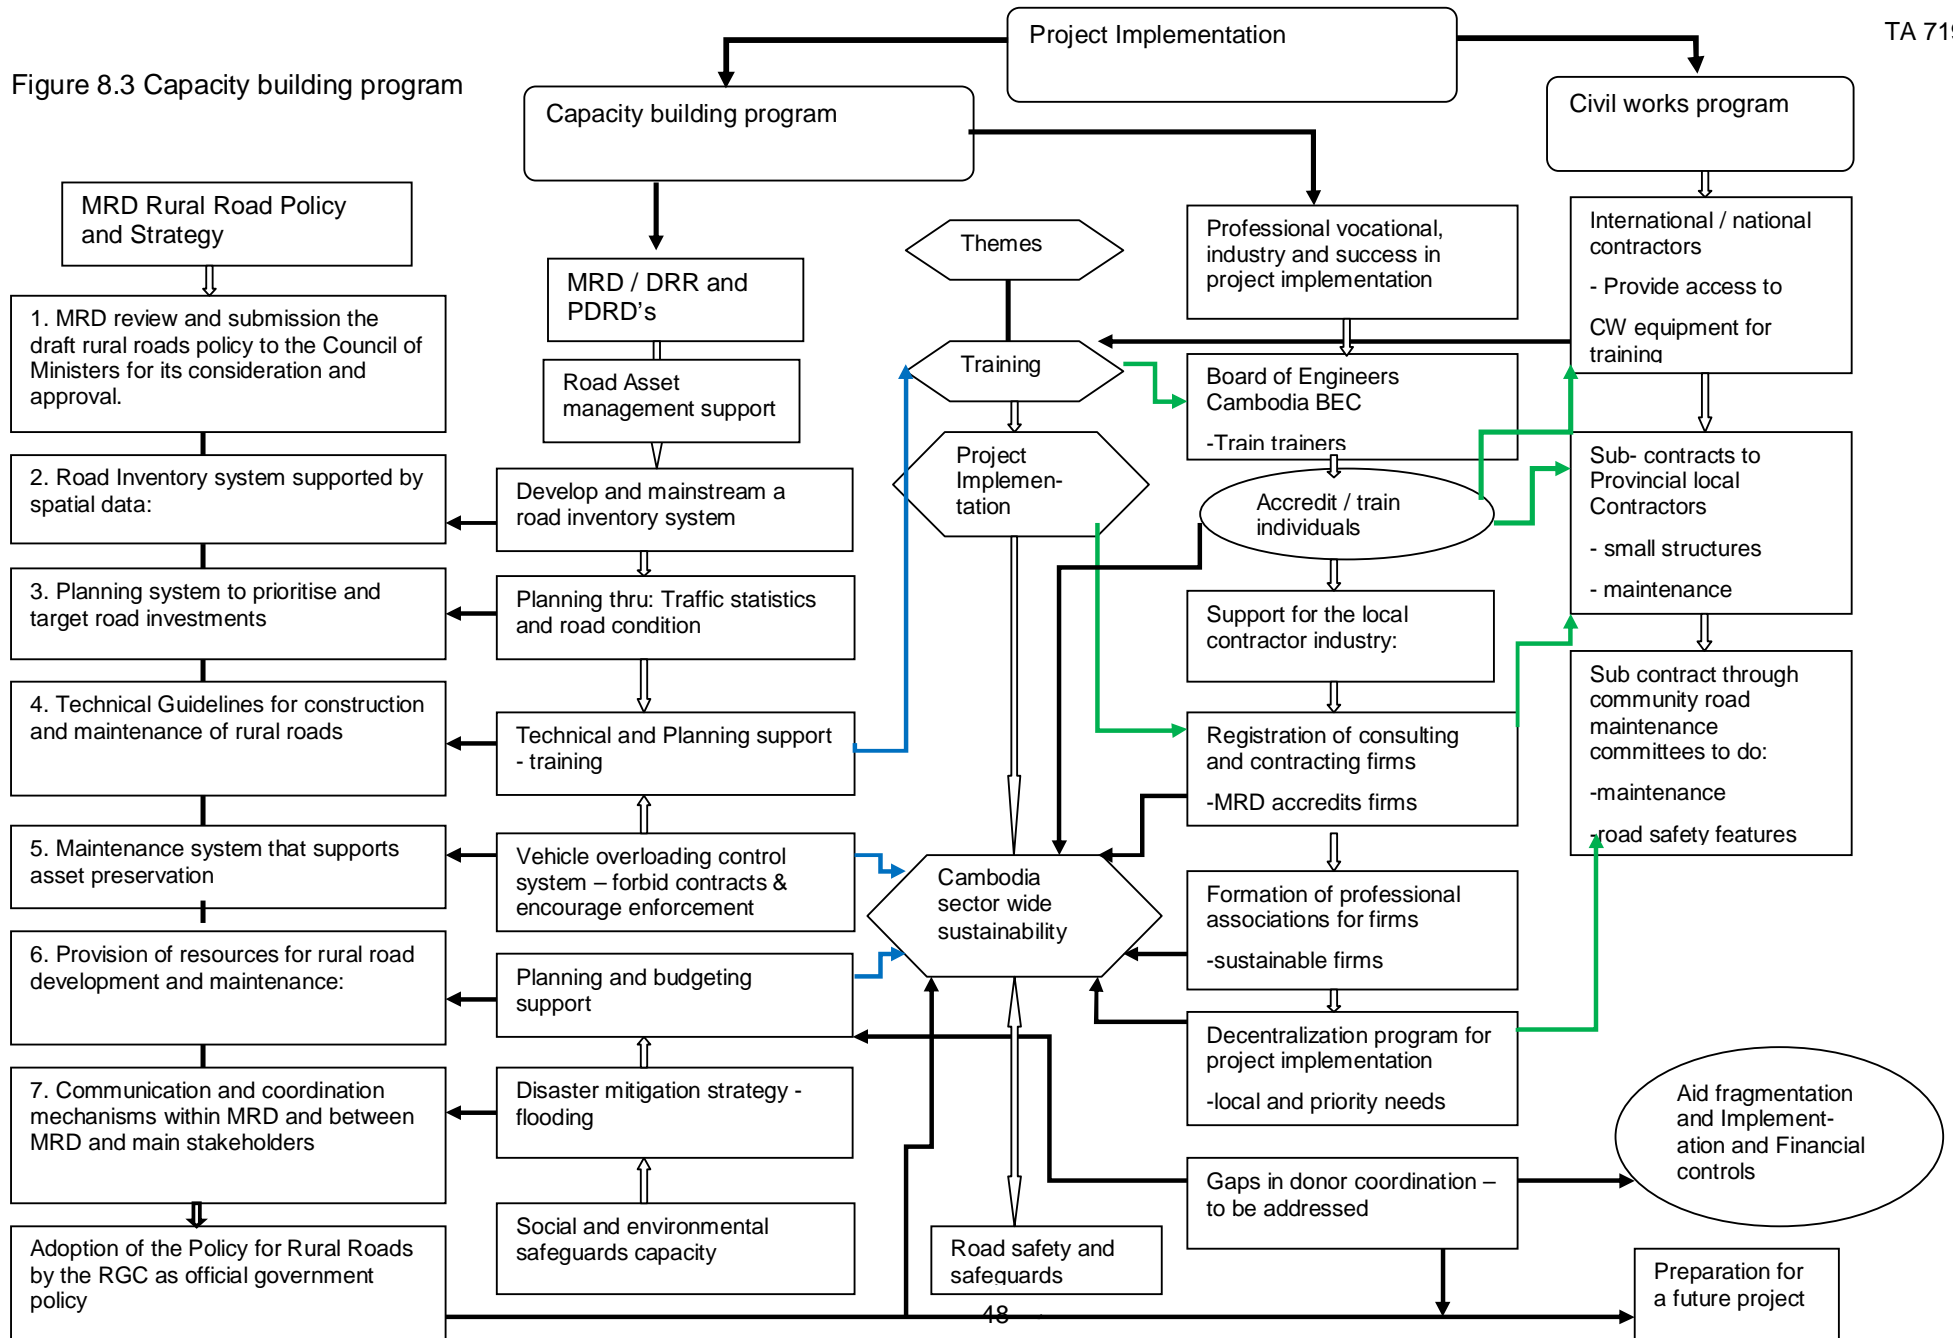 Project Implementation
TA 719
Figure 8.3 Capacity building program
Capacity building program
Civil works program
MRD Rural Road Policy
and Strategy
1. MRD review and submission the
draft rural roads policy to the Council of
Ministers for its consideration and
approval.
2. Road Inventory system supported by
spatial data:
3. Planning system to prioritise and
target road investments
4. Technical Guidelines for construction
and maintenance of rural roads
5. Maintenance system that supports
asset preservation
6. Provision of resources for rural road
development and maintenance:
7. Communication and coordination
mechanisms within MRD and between
MRD and main stakeholders
Adoption of the Policy for Rural Roads
by the RGC as official government
policy
MRD / DRR and
PDRD's
Road Asset
management support
Develop and mainstream a
road inventory system
Planning thru: Traffic statistics
and road condition
Technical and Planning support
- training
Vehicle overloading control
system – forbid contracts &
encourage enforcement
Planning and budgeting
support
Disaster mitigation strategy -
flooding
Social and environmental
safeguards capacity
Themes
Training
Project
Implemen-
tation
Cambodia
sector wide
sustainability
Road safety and
safeguards
48
Professional vocational,
industry and success in
project implementation
Board of Engineers
Cambodia BEC
-Train trainers
Accredit / train
individuals
Support for the local
contractor industry:
Registration of consulting
and contracting firms
-MRD accredits firms
Formation of professional
associations for firms
-sustainable firms
Decentralization program for
project implementation
-local and priority needs
Gaps in donor coordination –
to be addressed
International / national
contractors
- Provide access to
CW equipment for
training
Sub- contracts to
Provincial local
Contractors
- small structures
- maintenance
Sub contract through
community road
maintenance
committees to do:
-maintenance
-road safety features
Aid fragmentation
and Implement-
ation and Financial
controls
Preparation for
a future project